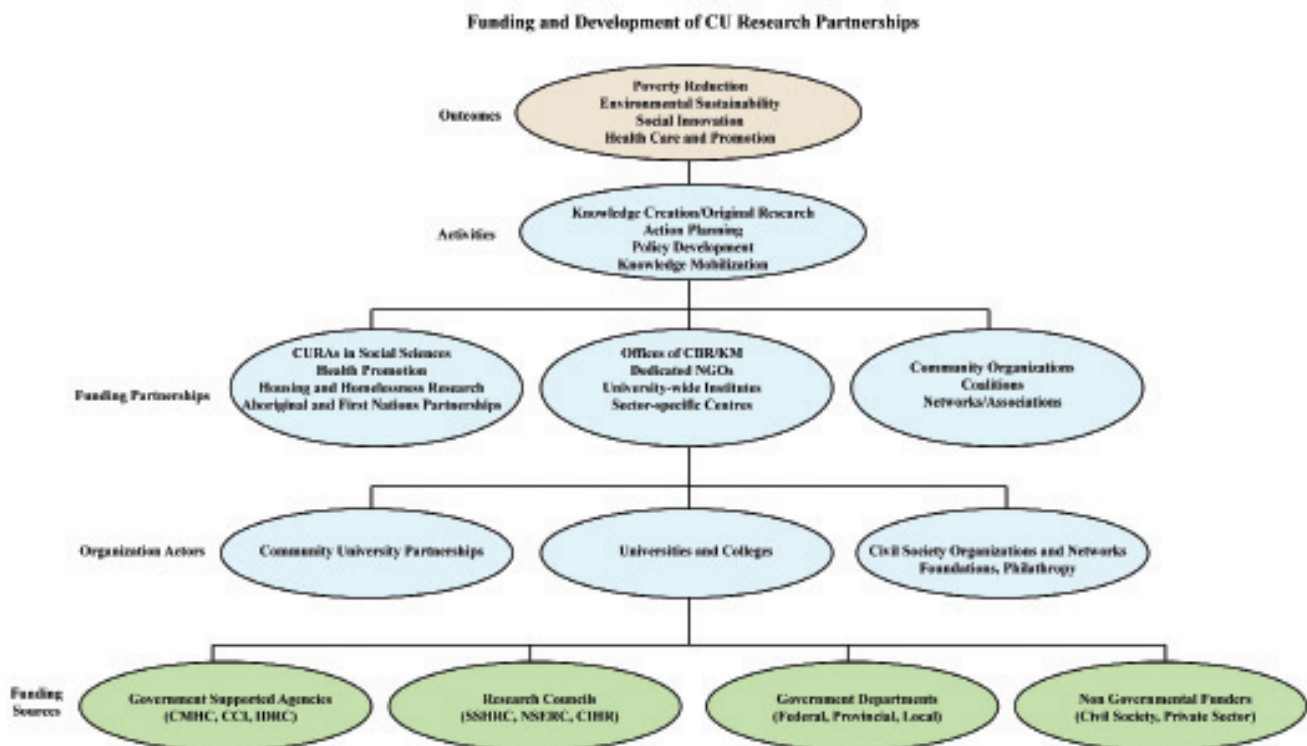 Funding and Development of CU Research Partnerships
Outcomes
Poverty Reduction
Environmental Sustainability
Social Innovation
Health Care and Promotion
Activities
Knowledge Creation/Original Research
Action Planning
Policy Development
Knowledge Mobilization
Funding Partnerships
CURAs in Social Sciences
Health Promotion
Housing and Homelessness Research
Aboriginal and First Nations Partnerships
Offices of CBR/KM
Dedicated NGOs
University-wide Institutes
Sector-specific Centres
Community Organizations
Coalitions
Networks/Associations
Organization Actors
Community University Partnerships
Universities and Colleges
Civil Society Organizations and Networks
Foundations, Philathropy
Funding
Sources
Government Supported Agencies
(CMHC, CCI, IDRC)
Research Councils
(SSHRC, NSERC, CIHR)
Government Departments
(Federal, Provincial, Local)
Non Governmental Funders
(Civil Society, Private Sector)